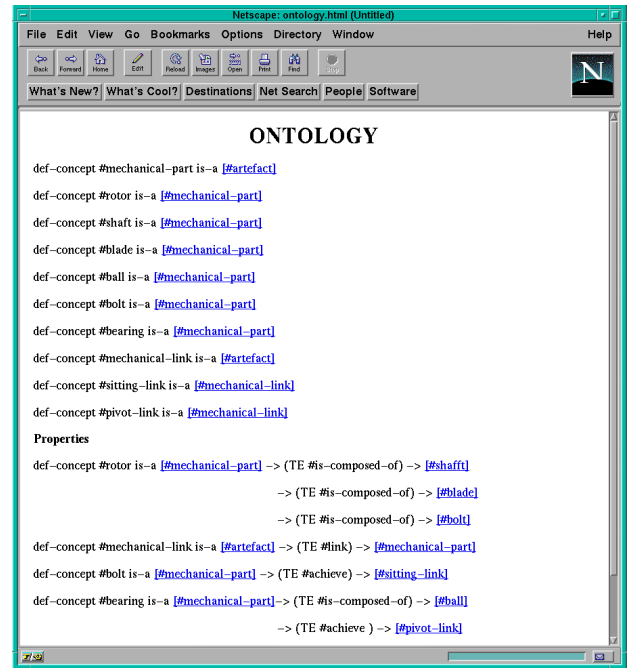 Netscape: ontology.html (Untitled)
File Edit View Go Bookmarks Options Directory Window Help
Back Forward Home Edit Reload Images Open Print Find Stop
N
What's New? What's Cool? Destinations Net Search People Software
ONTOLOGY
def-concept #mechanical-part is-a [#artefact]
def-concept #rotor is-a [#mechanical-part]
def-concept #shaft is-a [#mechanical-part]
def-concept #blade is-a [#mechanical-part]
def-concept #ball is-a [#mechanical-part]
def-concept #bolt is-a [#mechanical-part]
def-concept #bearing is-a [#mechanical-part]
def-concept #mechanical-link is-a [#artefact]
def-concept #sitting-link is-a [#mechanical-link]
def-concept #pivot-link is-a [#mechanical-link]
Properties
def-concept #rotor is-a [#mechanical-part] -> (TE #is-composed-of) -> [#shafft]
-> (TE #is-composed-of) -> [#blade]
-> (TE #is-composed-of) -> [#bolt]
def-concept #mechanical-link is-a [#artefact] -> (TE #link) -> [#mechanical-part]
def-concept #bolt is-a [#mechanical-part] -> (TE #achieve) -> [#sitting-link]
def-concept #bearing is-a [#mechanical-part]-> (TE #is-composed-of) -> [#ball]
-> (TE #achieve ) -> [#pivot-link]